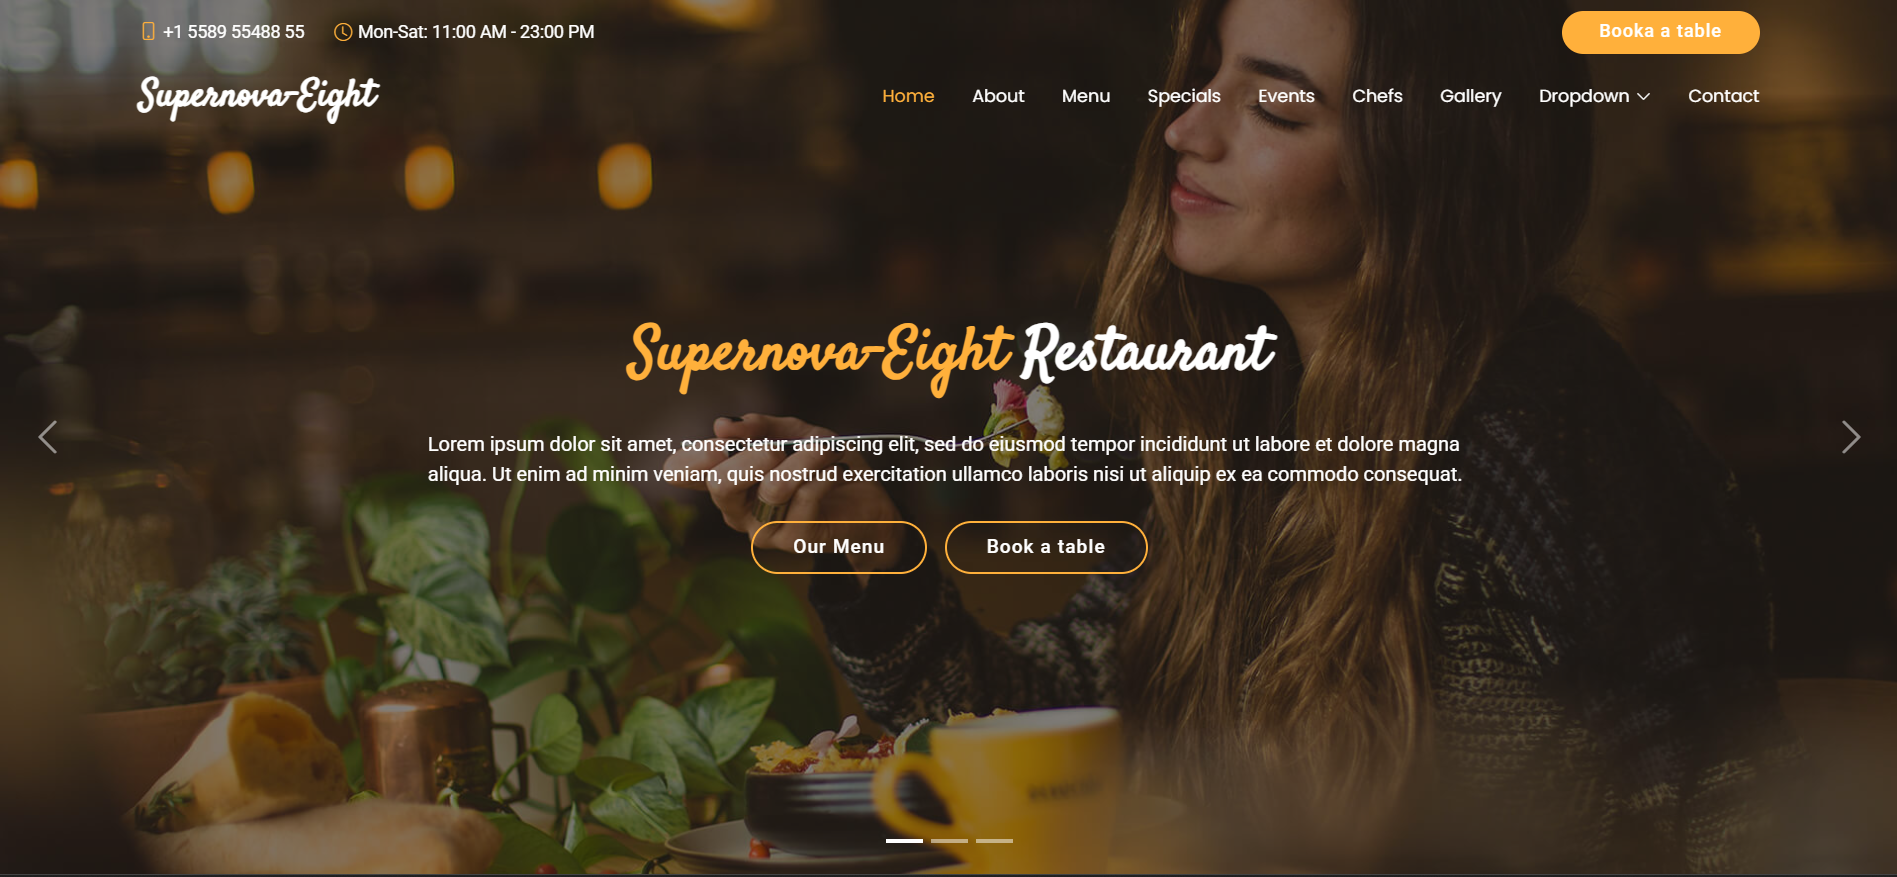 +1 5589 55488 55
Mon-Sat: 11:00 AM - 23:00 PM
Booka a table
Supernova-Eight
Home
About
Menu
Specials
Events
Chefs
Gallery
Dropdown
Contact
Supernova-Eight Restaurant
Lorem ipsum dolor sit amet, consectetur adipiscing elit, sed do eiusmod tempor incididunt ut labore et dolore magna
aliqua. Ut enim ad minim veniam, quis nostrud exercitation ullamco laboris nisi ut aliquip ex ea commodo consequat.
Our Menu
Book a table